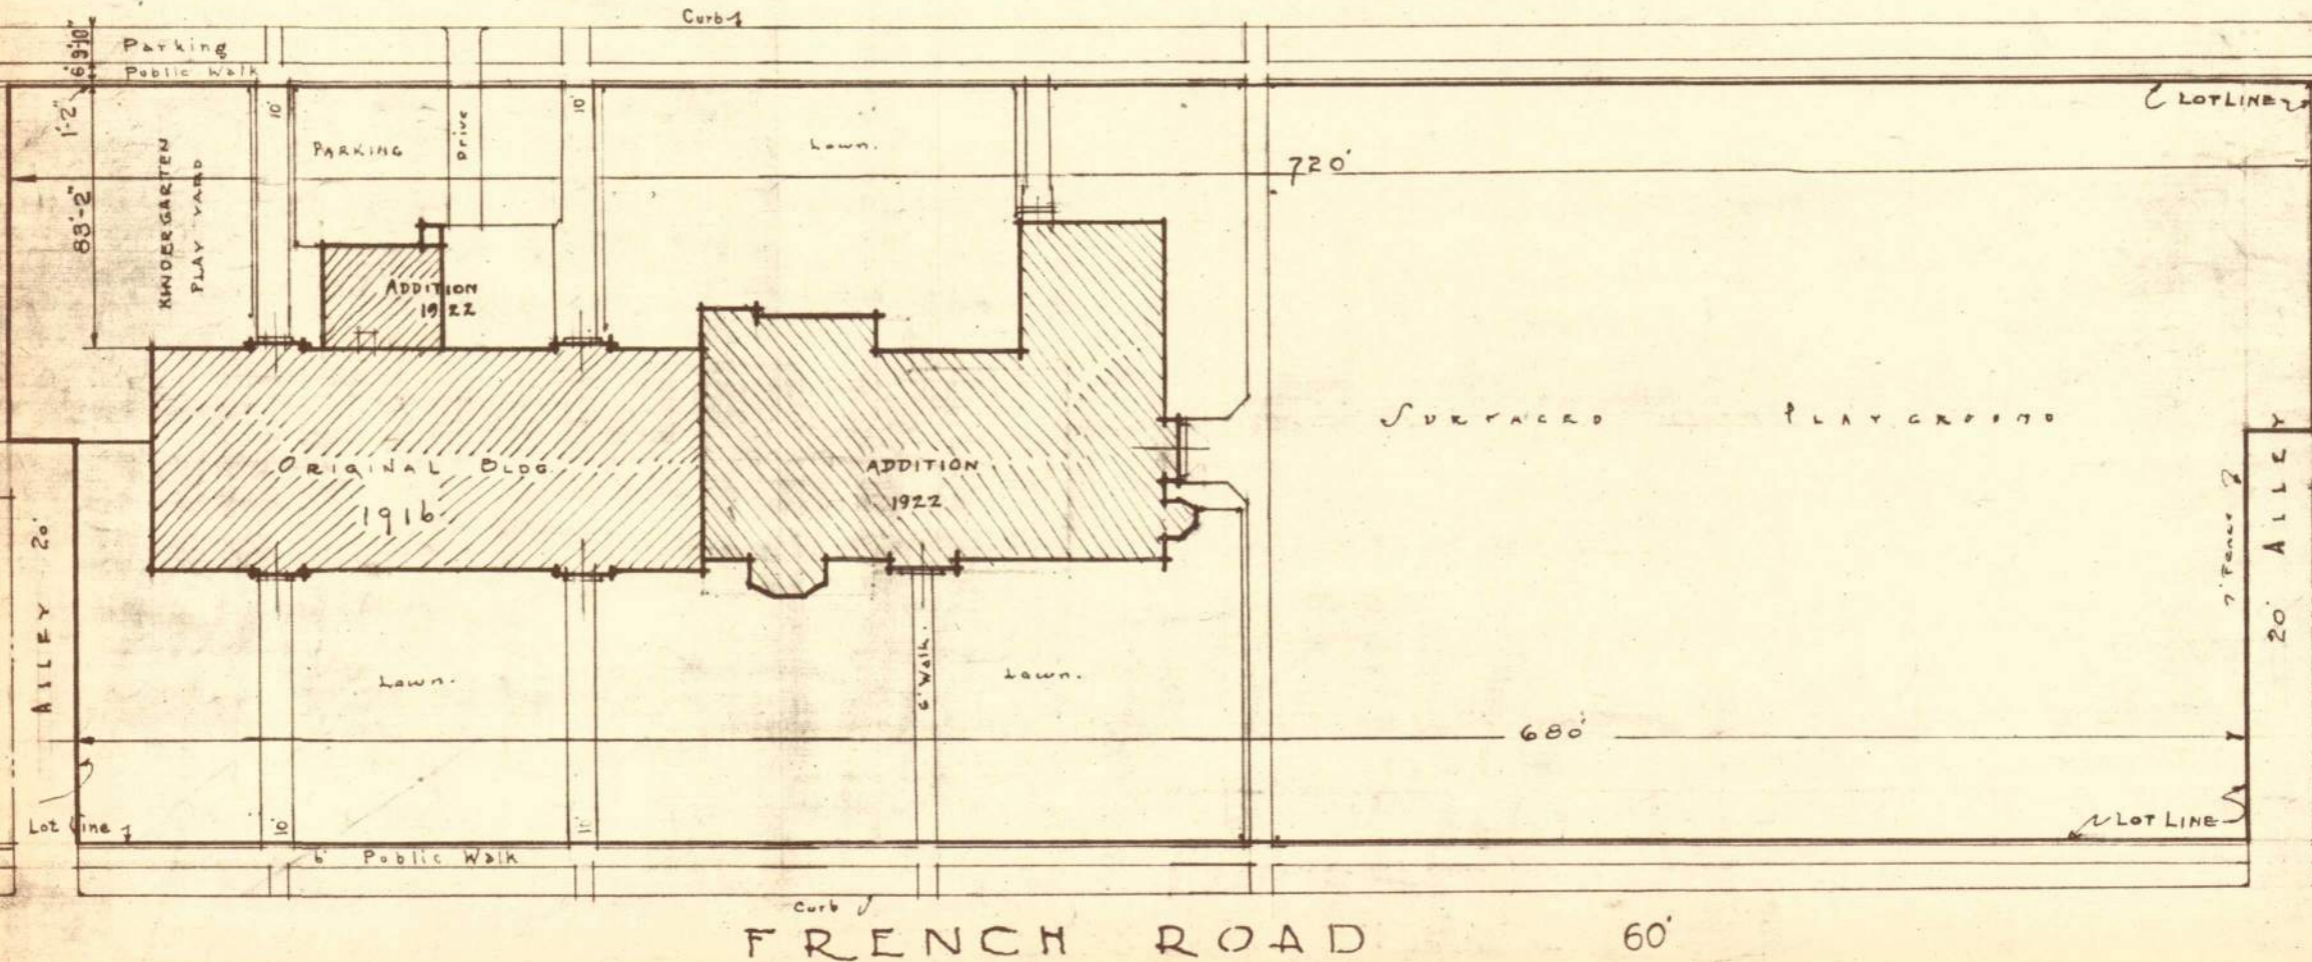 Curb
Parking
Public Walk
6'
9'-10"
1'-2"
83'-2"
KINDERGARTEN
PLAY YARD
10'
PARKING
Drive
10'
Lawn.
LOT LINE
720'
ADDITION
1922
SURFACED PLAYGROUND
ORIGINAL BLDG.
1916
ADDITION
1922
ALLEY 20'
7' Fence
20' ALLEY
Lawn.
6' Walk.
Lawn.
680'
Lot Line
10'
LOT LINE
6' Public Walk
Curb
FRENCH ROAD 60'